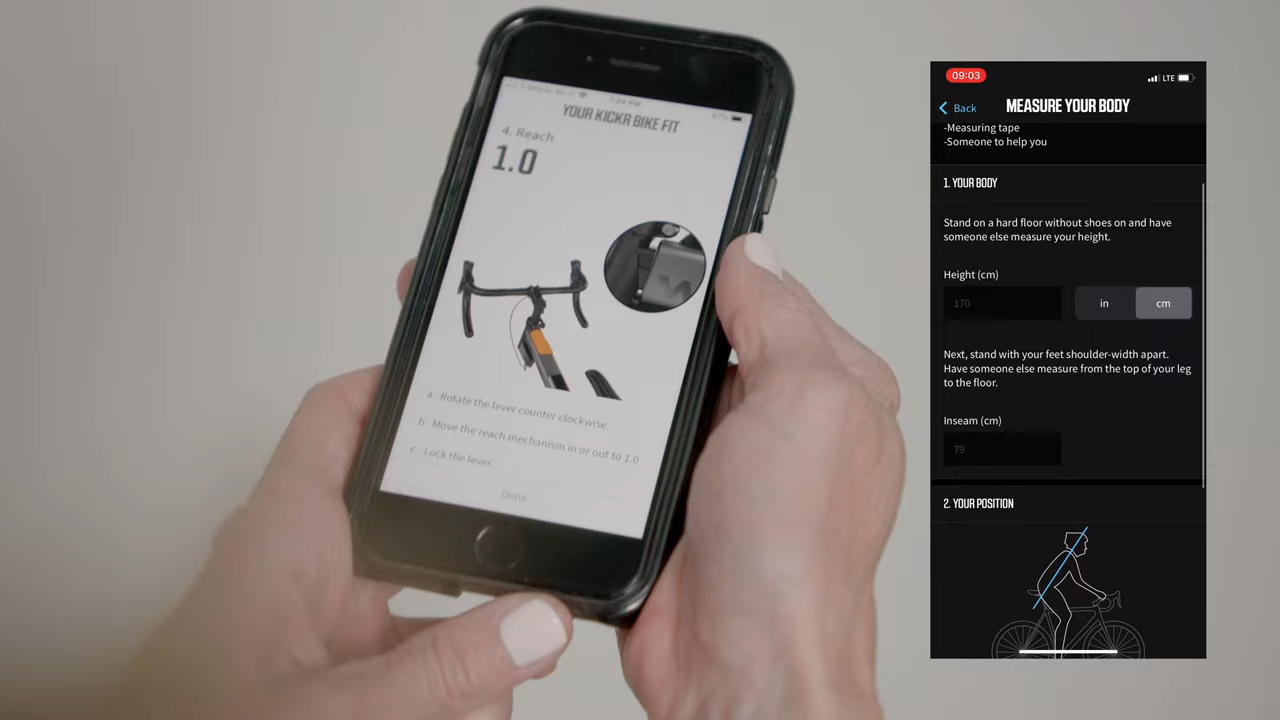 YOUR KICKR BIKE FIT
4. Reach
1.0
a Rotate the lever counter clockwise.
b. Move the reach mechanism in or out to 1.0
c. Lock the lever.
Done
09:03
LTE
Back
MEASURE YOUR BODY
-Measuring tape
-Someone to help you
1. YOUR BODY
Stand on a hard floor without shoes on and have
someone else measure your height.
Height (cm)
170
in
cm
Next, stand with your feet shoulder-width apart.
Have someone else measure from the top of your leg
to the floor.
Inseam (cm)
79
2. YOUR POSITION